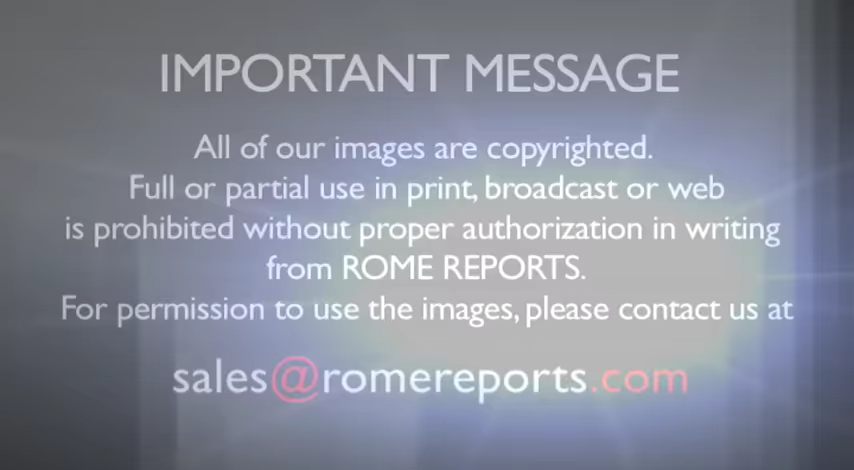 IMPORTANT MESSAGE
All of our images are copyrighted.
Full or partial use in print, broadcast or web
is prohibited without proper authorization in writing
from ROME REPORTS.
For permission to use the images, please contact us at
sales@romereports.com